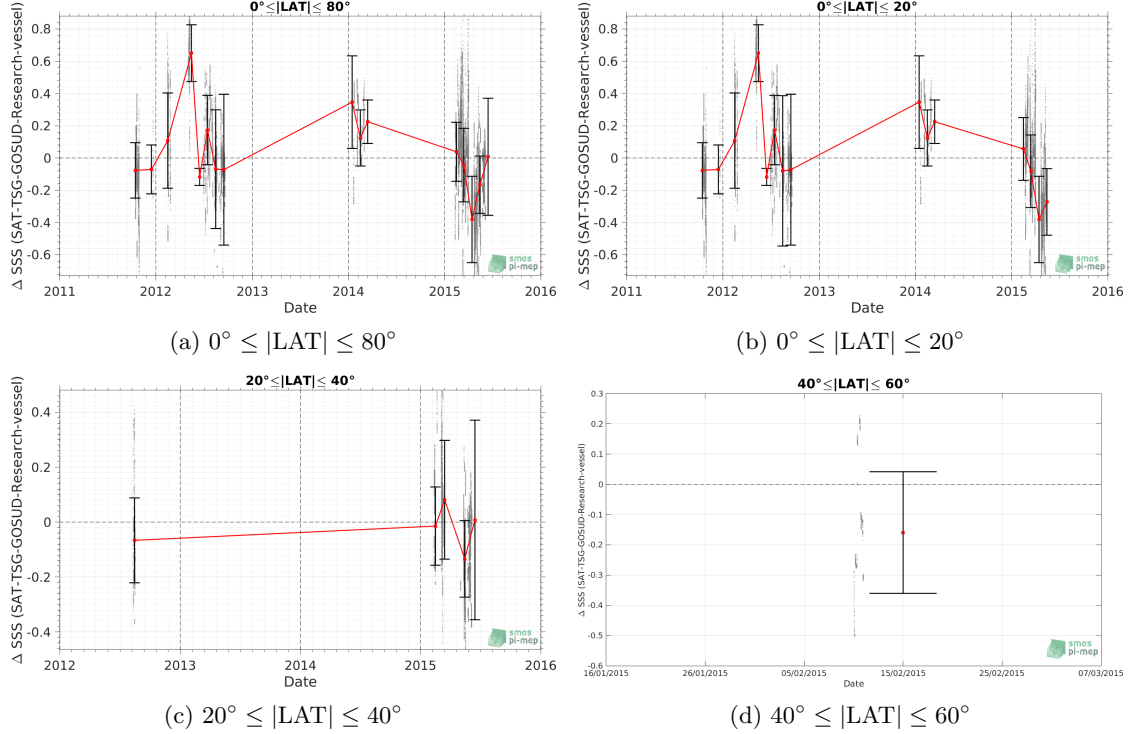 0°≤|LAT|≤ 80°
Δ SSS (SAT-TSG-GOSUD-Research-vessel)
0.8
0.6
0.4
0.2
0
-0.2
-0.4
-0.6
2011 2012 2013 2014 2015 2016
Date
smos
pi-mep
(a) 0° ≤ |LAT| ≤ 80°
0°≤|LAT|≤ 20°
Δ SSS (SAT-TSG-GOSUD-Research-vessel)
0.8
0.6
0.4
0.2
0
-0.2
-0.4
-0.6
2011 2012 2013 2014 2015 2016
Date
smos
pi-mep
(b) 0° ≤ |LAT| ≤ 20°
20°≤|LAT|≤ 40°
Δ SSS (SAT-TSG-GOSUD-Research-vessel)
0.4
0.2
0
-0.2
-0.4
2012 2013 2014 2015 2016
Date
smos
pi-mep
(c) 20° ≤ |LAT| ≤ 40°
40°≤|LAT|≤ 60°
Δ SSS (SAT-TSG-GOSUD-Research-vessel)
0.3
0.2
0.1
0
-0.1
-0.2
-0.3
-0.4
-0.5
-0.6
16/01/2015 26/01/2015 05/02/2015 15/02/2015 25/02/2015 07/03/2015
Date
smos
pi-mep
(d) 40° ≤ |LAT| ≤ 60°